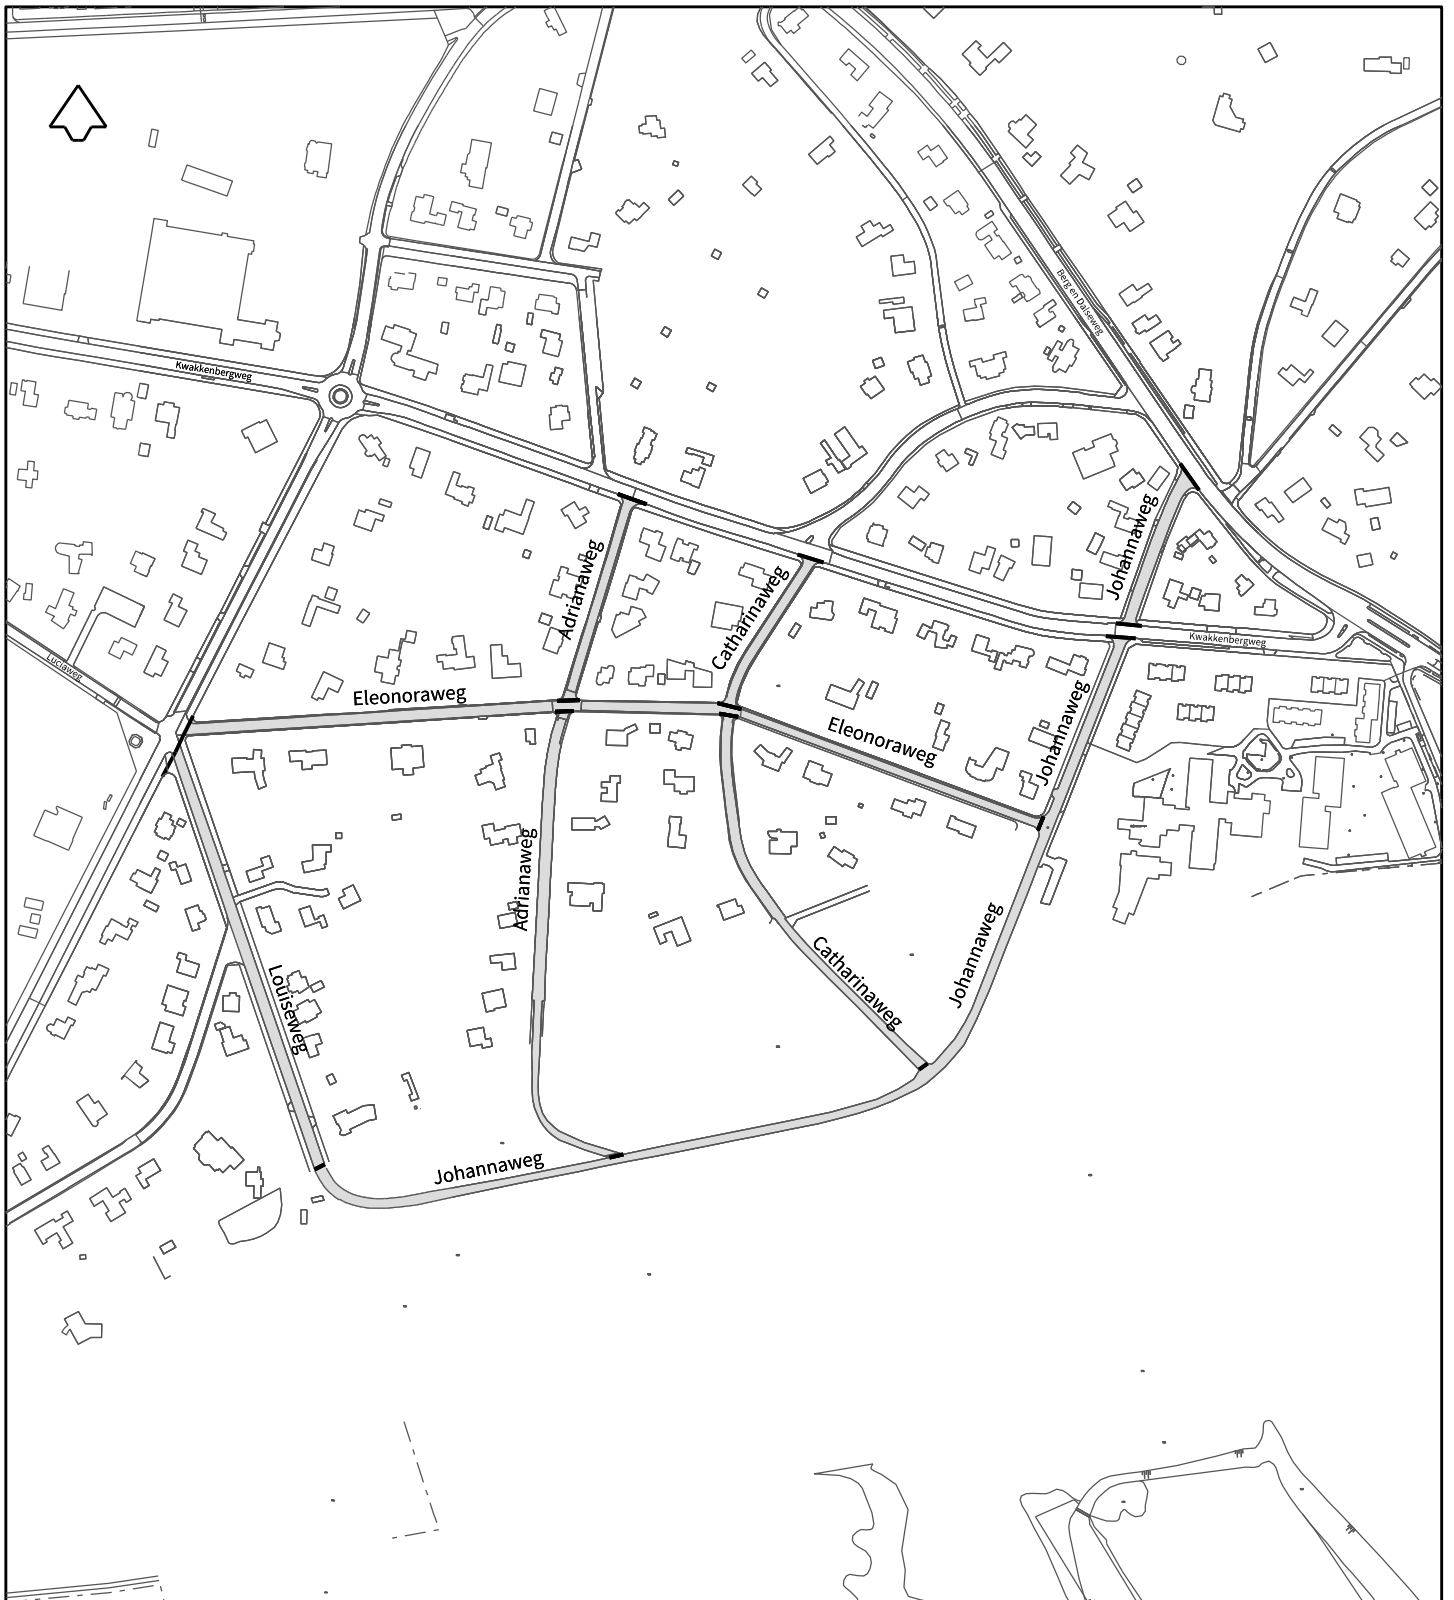 Berg en Dalseweg
Kwakkenbergweg
Johannaweg
Adrianaweg
Catharinaweg
Kwakkenbergweg
Luciaweg
Eleonoraweg
Johannaweg
Eleonoraweg
Adrianaweg
Johannaweg
Catharinaweg
Louiseweg
Johannaweg